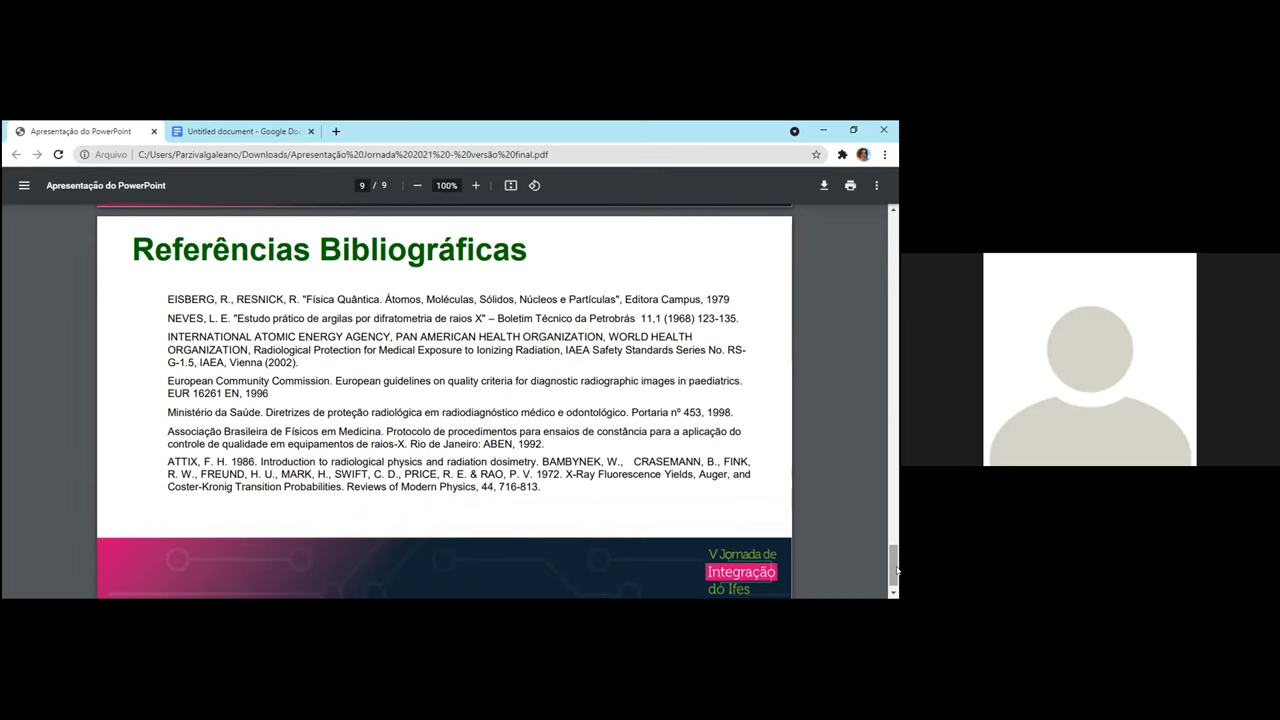 Apresentação do PowerPoint
Untitled document - Google Doc
Arquivo C:/Users/Parzivalgaleano/Downloads/Apresentação%20Jornada%202021%20-%20versão%20final.pdf
Apresentação do PowerPoint 9 / 9 100%
Referências Bibliográficas
EISBERG, R., RESNICK, R. "Física Quântica. Átomos, Moléculas, Sólidos, Núcleos e Partículas", Editora Campus, 1979
NEVES, L. E. "Estudo prático de argilas por difratometria de raios X" – Boletim Técnico da Petrobrás 11,1 (1968) 123-135.
INTERNATIONAL ATOMIC ENERGY AGENCY, PAN AMERICAN HEALTH ORGANIZATION, WORLD HEALTH
ORGANIZATION, Radiological Protection for Medical Exposure to Ionizing Radiation, IAEA Safety Standards Series No. RS-
G-1.5, IAEA, Vienna (2002).
European Community Commission. European guidelines on quality criteria for diagnostic radiographic images in paediatrics.
EUR 16261 EN, 1996
Ministério da Saúde. Diretrizes de proteção radiológica em radiodiagnóstico médico e odontológico. Portaria nº 453, 1998.
Associação Brasileira de Físicos em Medicina. Protocolo de procedimentos para ensaios de constância para a aplicação do
controle de qualidade em equipamentos de raios-X. Rio de Janeiro: ABEN, 1992.
ATTIX, F. H. 1986. Introduction to radiological physics and radiation dosimetry. BAMBYNEK, W., CRASEMANN, B., FINK,
R. W., FREUND, H. U., MARK, H., SWIFT, C. D., PRICE, R. E. & RAO, P. V. 1972. X-Ray Fluorescence Yields, Auger, and
Coster-Kronig Transition Probabilities. Reviews of Modern Physics, 44, 716-813.
V Jornada de
Integração
do Ifes